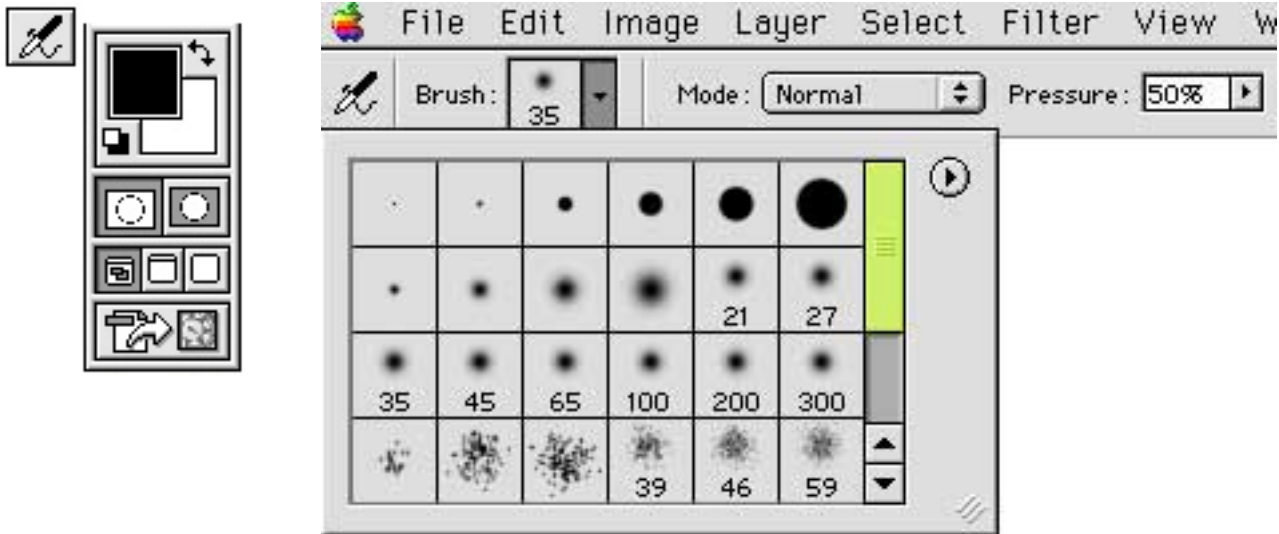 File Edit Image Layer Select Filter View
Brush: 35 Mode: Normal Pressure: 50%
21 27
35 45 65 100 200 300
39 46 59